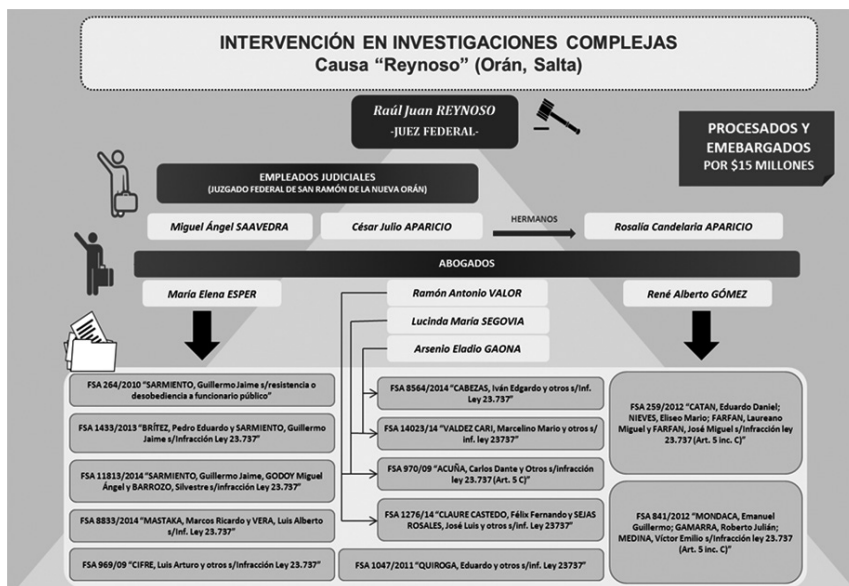 INTERVENCIÓN EN INVESTIGACIONES COMPLEJAS
Causa “Reynoso” (Orán, Salta)
Raúl Juan REYNOSO
-JUEZ FEDERAL-
PROCESADOS Y
EMEBARGADOS
POR $15 MILLONES
EMPLEADOS JUDICIALES
(JUZGADO FEDERAL DE SAN RAMÓN DE LA NUEVA ORÁN)
Miguel Ángel SAAVEDRA
César Julio APARICIO
HERMANOS
Rosalía Candelaria APARICIO
ABOGADOS
María Elena ESPER
Ramón Antonio VALOR
René Alberto GÓMEZ
Lucinda María SEGOVIA
Arsenio Eladio GAONA
FSA 264/2010 “SARMIENTO, Guillermo Jaime s/resistencia o
desobediencia a funcionario público”
FSA 1433/2013 “BRÍTEZ, Pedro Eduardo y SARMIENTO, Guillermo
Jaime s/Infracción Ley 23.737”
FSA 11813/2014 “SARMIENTO, Guillermo Jaime, GODOY Miguel
Ángel y BARROZO, Silvestre s/infracción Ley 23.737”
FSA 8833/2014 “MASTAKA, Marcos Ricardo y VERA, Luis Alberto
s/Inf. Ley 23.737”
FSA 969/09 “CIFRE, Luis Arturo y otros s/Infracción Ley 23.737”
FSA 8564/2014 “CABEZAS, Iván Edgardo y otros s/Inf.
Ley 23.737”
FSA 14023/14 “VALDEZ CARI, Marcelino Mario y otros s/
inf. ley 23737”
FSA 970/09 “ACUÑA, Carlos Dante y Otros s/infracción
ley 23.737 (Art. 5 C)”
FSA 1276/14 “CLAURE CASTEDO, Félix Fernando y SEJAS
ROSALES, José Luis y otros s/inf. Ley 23737”
FSA 1047/2011 “QUIROGA, Eduardo y otros s/inf. Ley 23737”
FSA 259/2012 “CATAN, Eduardo Daniel;
NIEVES, Eliseo Mario; FARFAN, Laureano
Miguel y FARFAN, José Miguel s/Infracción ley
23.737 (Art. 5 inc. C)”
FSA 841/2012 “MONDACA, Emanuel
Guillermo; GAMARRA, Roberto Julián;
MEDINA, Víctor Emilio s/Infracción ley 23.737
(Art. 5 inc. C)”